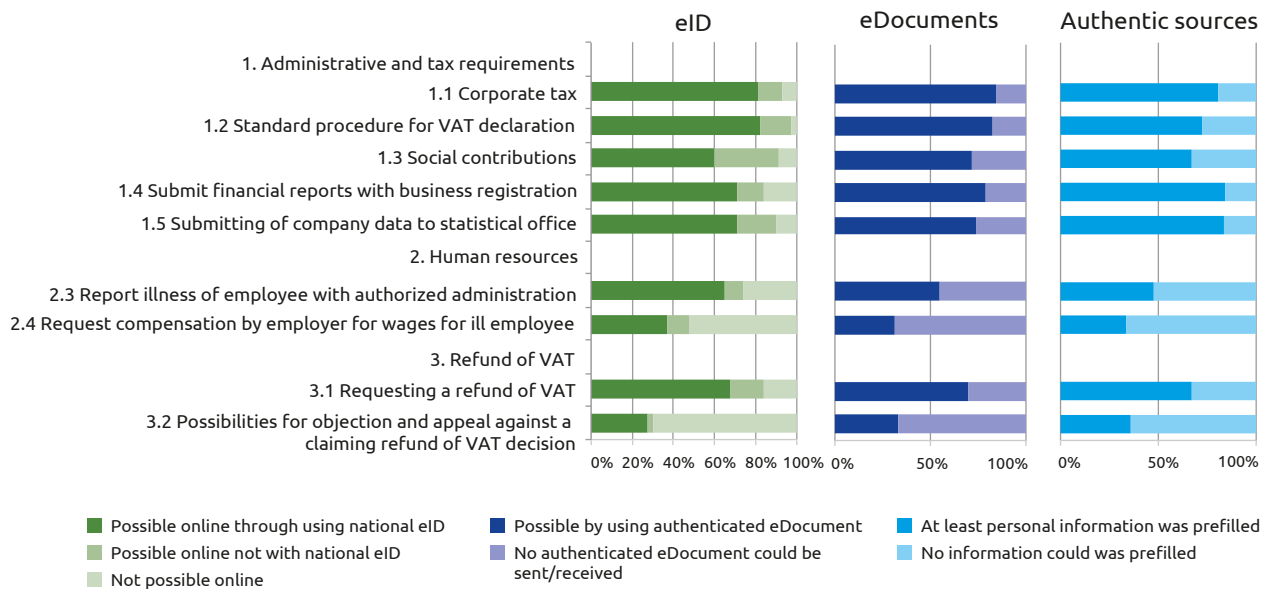 eID
eDocuments
Authentic sources
1. Administrative and tax requirements
1.1 Corporate tax
1.2 Standard procedure for VAT declaration
1.3 Social contributions
1.4 Submit financial reports with business registration
1.5 Submitting of company data to statistical office
2. Human resources
2.3 Report illness of employee with authorized administration
2.4 Request compensation by employer for wages for ill employee
3. Refund of VAT
3.1 Requesting a refund of VAT
3.2 Possibilities for objection and appeal against a
claiming refund of VAT decision
0% 20% 40% 60% 80% 100%
0% 50% 100%
0% 50% 100%
Possible online through using national eID
Possible online not with national eID
Not possible online
Possible by using authenticated eDocument
No authenticated eDocument could be
sent/received
At least personal information was prefilled
No information could was prefilled